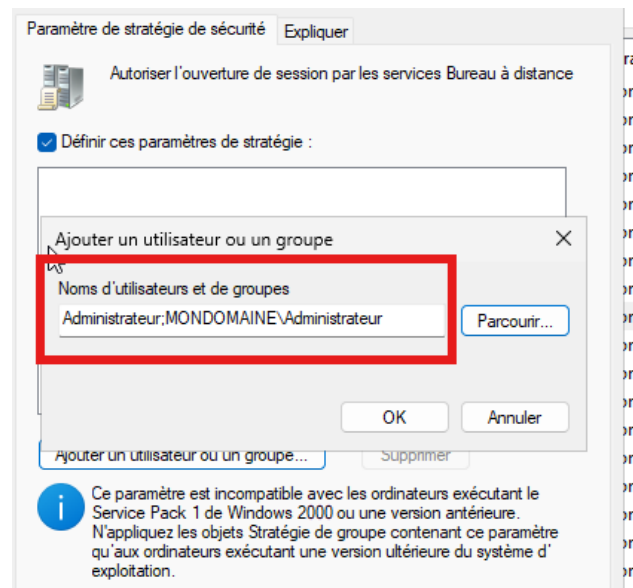 Paramètre de stratégie de sécurité Expliquer
Autoriser l'ouverture de session par les services Bureau à distance
Définir ces paramètres de stratégie :
Ajouter un utilisateur ou un groupe
Noms d'utilisateurs et de groupes
Administrateur;MONDOMAINE\Administrateur Parcourir...
OK Annuler
Ajouter un utilisateur ou un groupe... Supprimer
Ce paramètre est incompatible avec les ordinateurs exécutant le
Service Pack 1 de Windows 2000 ou une version antérieure.
N'appliquez les objets Stratégie de groupe contenant ce paramètre
qu'aux ordinateurs exécutant une version ultérieure du système d'
exploitation.